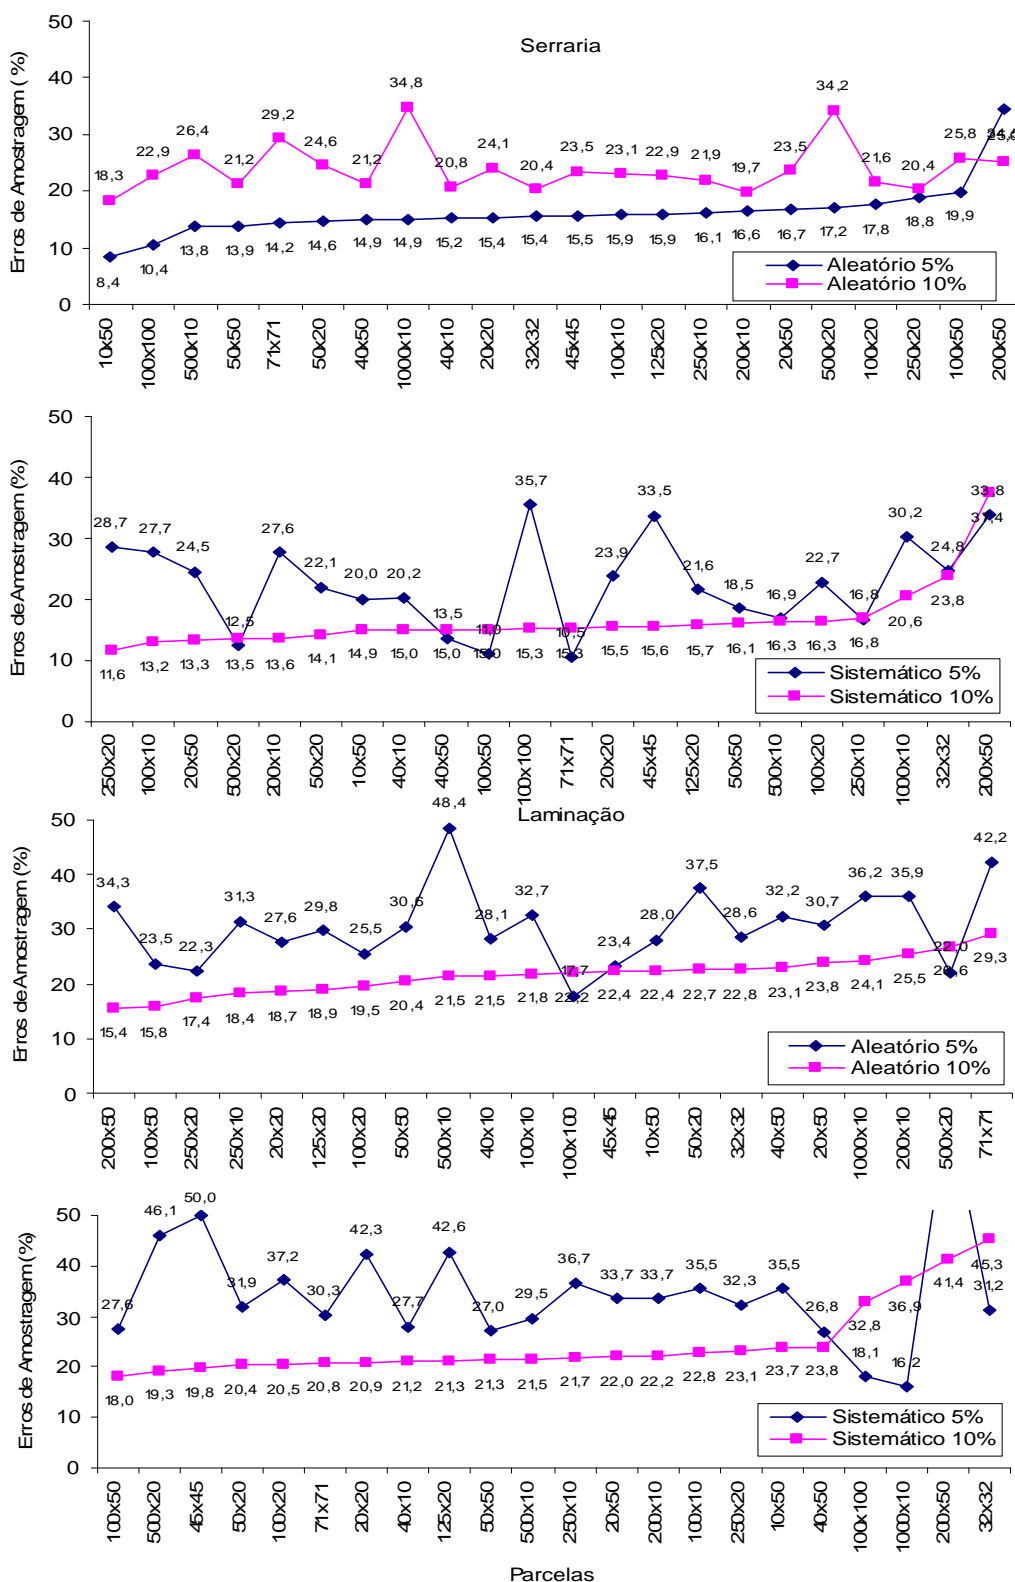 Serraria
Erros de Amostragem ( %)
50
40
30
20
10
0
18,3 22,9 26,4 21,2 29,2 24,6 21,2 34,8 20,8 24,1 20,4 23,5 23,1 22,9 21,9 19,7 23,5 34,2 21,6 20,4 25,8
8,4 10,4 13,8 13,9 14,2 14,6 14,9 14,9 15,2 15,4 15,4 15,5 15,9 15,9 16,1 16,6 16,7 17,2 17,8 18,8 19,9
Aleatório 5%
Aleatório 10%
10x50 100x100 500x10 50x50 71x71 50x20 40x50 1000x10 40x10 20x20 32x32 45x45 100x10 125x20 250x10 200x10 20x50 500x20 100x20 250x20 100x50 200x50
Erros de Amostragem (%)
50
40
30
20
10
0
28,7 27,7 24,5 12,5 27,6 22,1 20,0 20,2 13,5 11,0 35,7 10,5 23,9 33,5 21,6 18,5 16,9 22,7 16,8 30,2 24,8 33,8
11,6 13,2 13,3 13,5 13,6 14,1 14,9 15,0 15,0 15,0 15,3 15,3 15,5 15,6 15,7 16,1 16,3 16,3 16,8 20,6 23,8 37,4
Sistemático 5%
Sistemático 10%
250x20 100x10 20x50 500x20 200x10 50x20 10x50 40x10 40x50 100x50 100x100 71x71 20x20 45x45 125x20 50x50 500x10 100x20 250x10 1000x10 32x32 200x50
Laminação
Erros de Amostragem (%)
50
40
30
20
10
0
34,3 23,5 22,3 31,3 27,6 29,8 25,5 30,6 48,4 28,1 32,7 17,7 23,4 28,0 37,5 28,6 32,2 30,7 36,2 35,9 22,0 42,2
15,4 15,8 17,4 18,4 18,7 18,9 19,5 20,4 21,5 21,5 21,8 22,2 22,4 22,4 22,7 22,8 23,1 23,8 24,1 25,5 26,6 29,3
Aleatório 5%
Aleatório 10%
200x50 100x50 250x20 250x10 20x20 125x20 100x20 50x50 500x10 40x10 100x10 100x100 45x45 10x50 50x20 32x32 40x50 20x50 1000x10 200x10 500x20 71x71
Erros de Amostragem (%)
50
40
30
20
10
0
27,6 46,1 50,0 31,9 37,2 30,3 42,3 27,7 42,6 27,0 29,5 36,7 33,7 33,7 35,5 32,3 35,5 26,8 18,1 16,2 31,2
18,0 19,3 19,8 20,4 20,5 20,8 20,9 21,2 21,3 21,3 21,5 21,7 22,0 22,2 22,8 23,1 23,7 23,8 32,8 36,9 41,4 45,3
Sistemático 5%
Sistemático 10%
10x50 500x20 45x45 50x20 100x20 71x71 20x20 40x10 125x20 50x50 500x10 250x10 20x50 200x10 100x10 250x20 10x50 40x50 100x100 1000x10 200x50 32x32
Parcelas